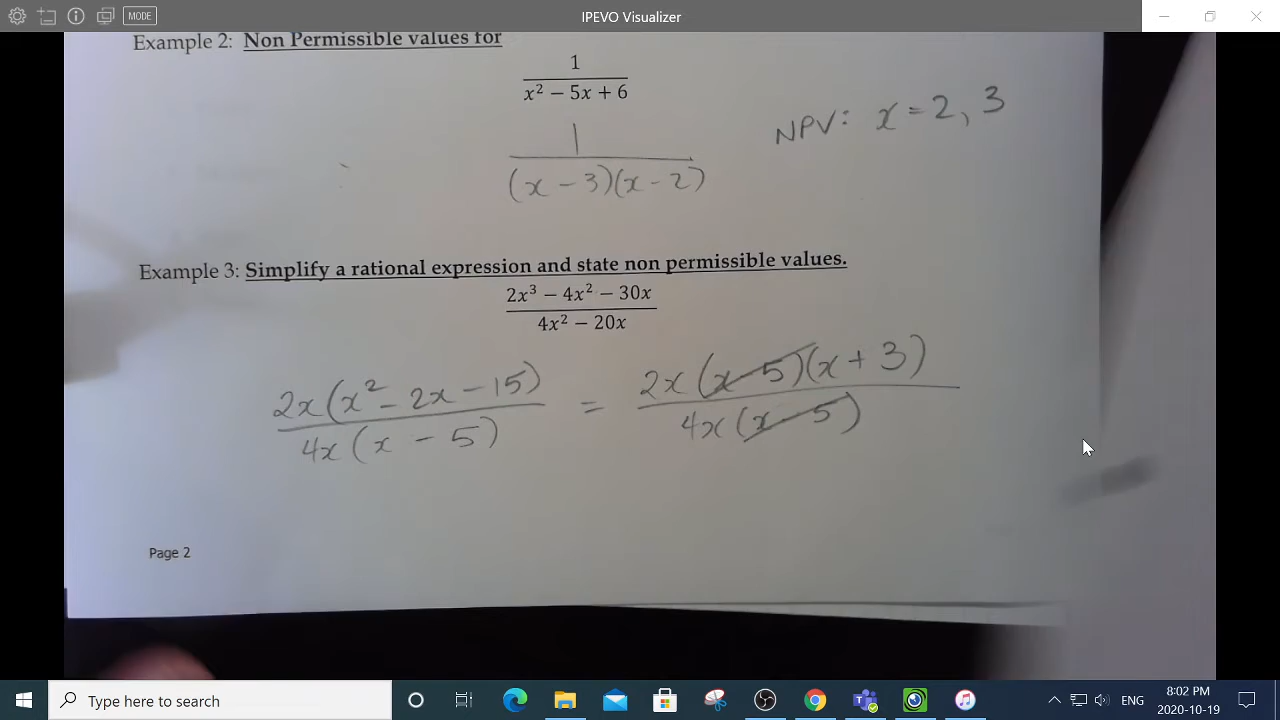 IPEVO Visualizer
MODE
Example 2: Non Permissible values for
1
x² − 5x + 6
1
(x − 3)(x − 2)
NPV: x = 2, 3
Example 3: Simplify a rational expression and state non permissible values.
2x³ − 4x² − 30x
4x² − 20x
2x(x² − 2x − 15) = 2x(x − 5)(x + 3)
4x(x − 5) 4x(x − 5)
Page 2
Type here to search
ENG
8:02 PM
2020-10-19